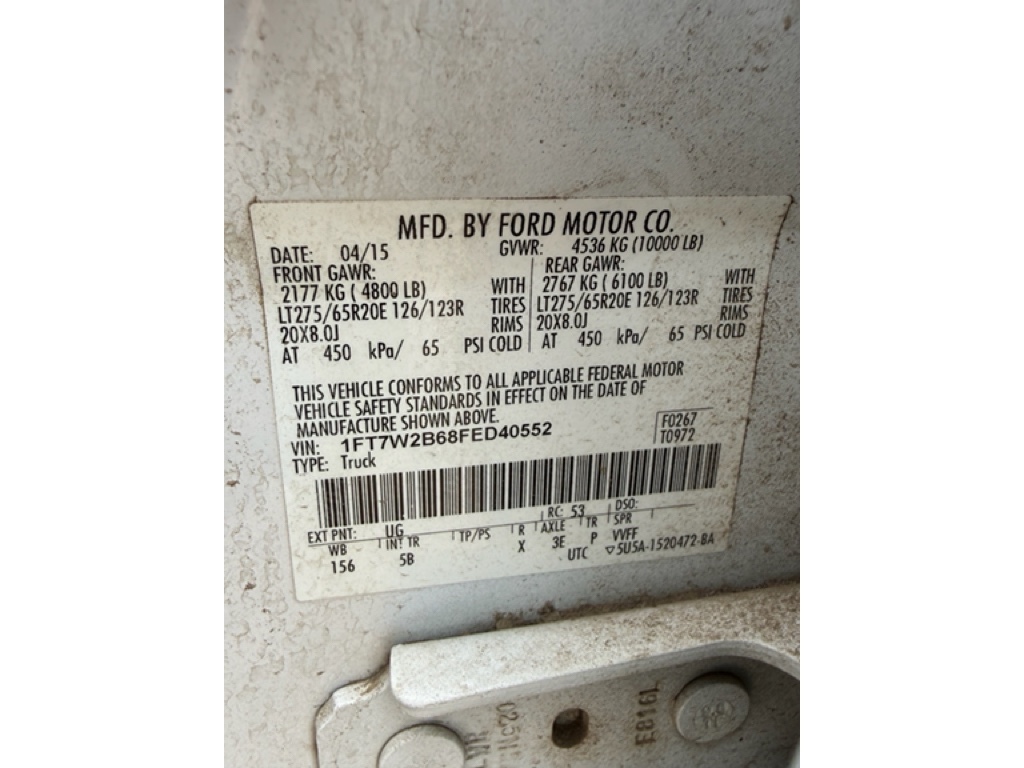 MFD. BY FORD MOTOR CO.
DATE: 04/15 GVWR: 4536 KG (10000 LB)
FRONT GAWR: REAR GAWR:
2177 KG ( 4800 LB) WITH 2767 KG ( 6100 LB) WITH
LT275/65R20E 126/123R TIRES LT275/65R20E 126/123R TIRES
20X8.0J RIMS 20X8.0J RIMS
AT 450 kPa/ 65 PSI COLD AT 450 kPa/ 65 PSI COLD
THIS VEHICLE CONFORMS TO ALL APPLICABLE FEDERAL MOTOR
VEHICLE SAFETY STANDARDS IN EFFECT ON THE DATE OF
MANUFACTURE SHOWN ABOVE.
VIN: 1FT7W2B68FED40552 F0267
TYPE: Truck T0972
EXT PNT: UG RC: 53 DSO:
WB INT TR TP/PS R AXLE TR SPR
156 5B X 3E P VVFF
UTC ▽5U5A-1520472-BA
E8161